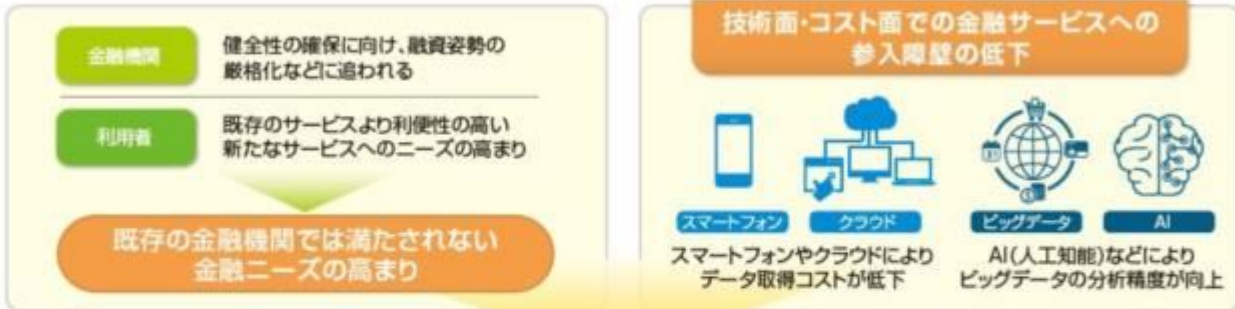 金融機関
健全性の確保に向け、融資姿勢の
厳格化などに追われる
利用者
既存のサービスより利便性の高い
新たなサービスへのニーズの高まり
既存の金融機関では満たされない
金融ニーズの高まり
技術面・コスト面での金融サービスへの
参入障壁の低下
スマートフォン
クラウド
ビッグデータ
AI
スマートフォンやクラウドにより
データ取得コストが低下
AI(人工知能)などにより
ビッグデータの分析精度が向上